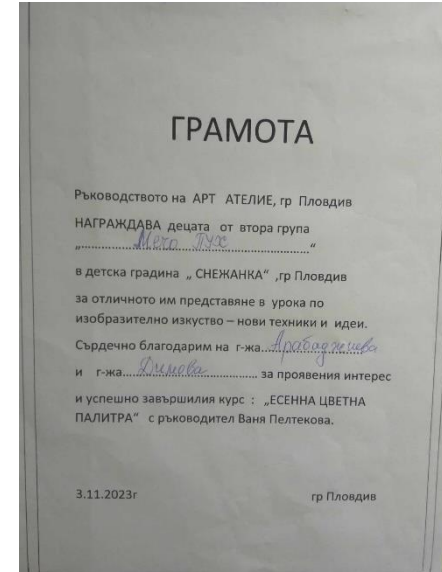 ГРАМОТА
Ръководството на АРТ АТЕЛИЕ, гр Пловдив
НАГРАЖДАВА децата от втора група
„..............Мечо Пух....................“
в детска градина „ СНЕЖАНКА“ ,гр Пловдив
за отличното им представяне в урока по
изобразително изкуство – нови техники и идеи.
Сърдечно благодарим на г-жа...Арабаджиева
и г-жа.....Димова................ за проявения интерес
и успешно завършилия курс : „ЕСЕННА ЦВЕТНА
ПАЛИТРА“ с ръководител Ваня Пелтекова.
3.11.2023г гр Пловдив